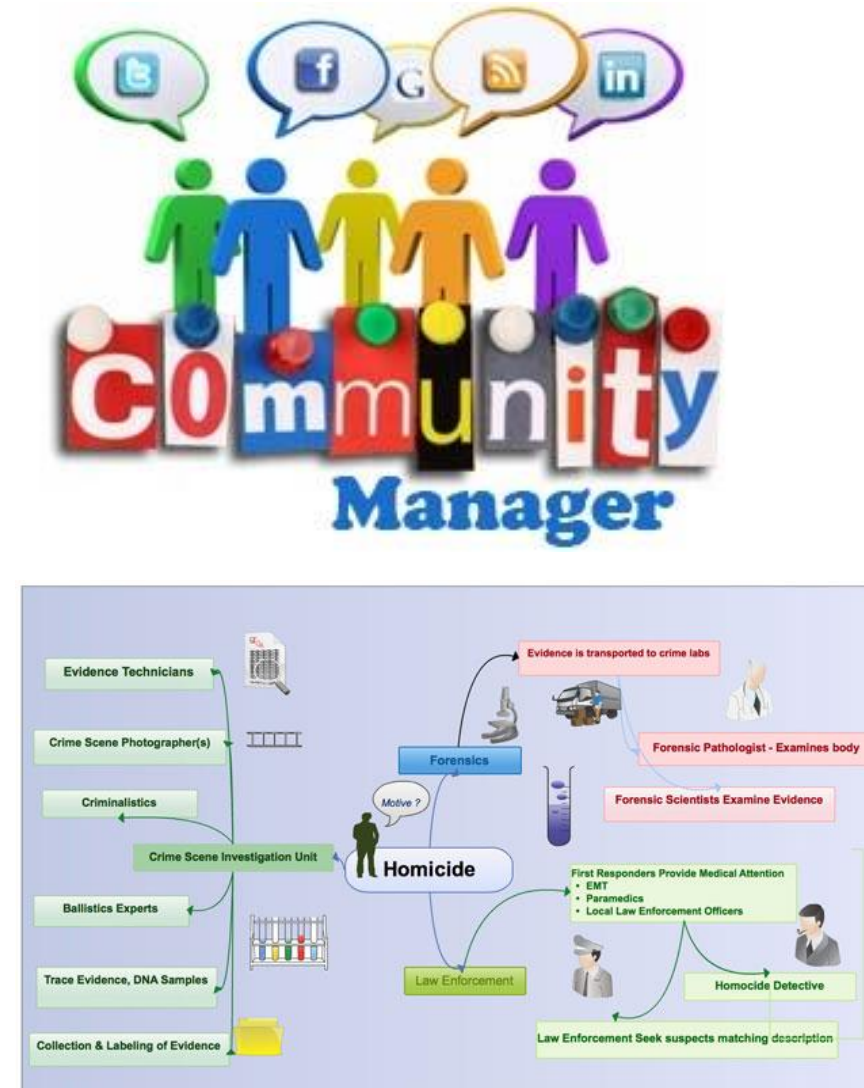 t
f
G
in
community
Manager
Evidence is transported to crime labs
Evidence Technicians
Crime Scene Photographer(s)
Forensic Pathologist - Examines body
Forensics
Forensic Scientists Examine Evidence
Criminalistics
Motive ?
Crime Scene Investigation Unit
Homicide
First Responders Provide Medical Attention
• EMT
• Paramedics
• Local Law Enforcement Officers
Ballistics Experts
Law Enforcement
Trace Evidence, DNA Samples
Homocide Detective
Collection & Labeling of Evidence
Law Enforcement Seek suspects matching description